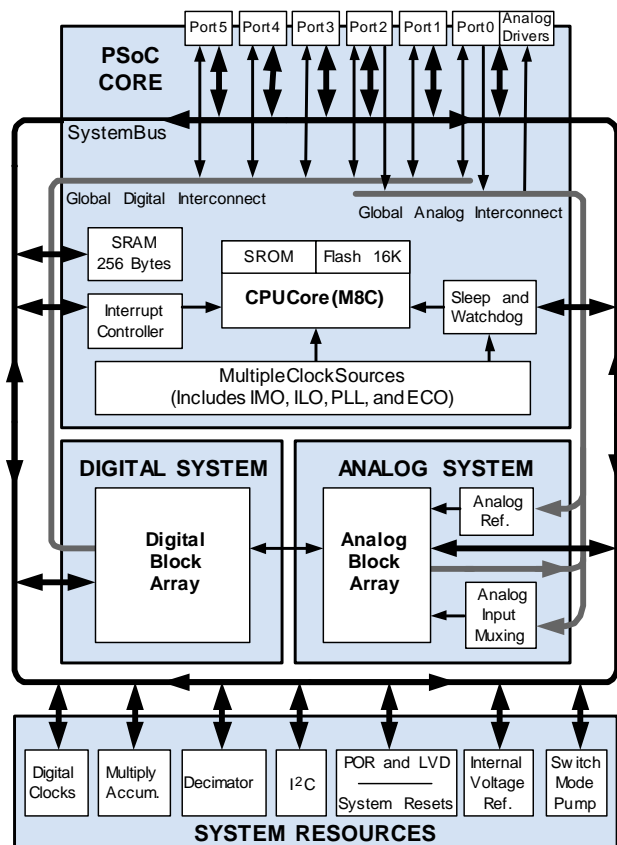 Port5 Port4 Port3 Port2 Port1 Port0 Analog
Drivers
PSoC
CORE
SystemBus
Global Digital Interconnect
Global Analog Interconnect
SRAM
256 Bytes
SROM Flash 16K
CPUCore(M8C)
Interrupt
Controller
Sleep and
Watchdog
MultipleClockSources
(Includes IMO, ILO, PLL, and ECO)
DIGITAL SYSTEM
Digital
Block
Array
ANALOG SYSTEM
Analog
Block
Array
Analog
Ref.
Analog
Input
Muxing
Digital
Clocks
Multiply
Accum.
Decimator
I²C
POR and LVD
System Resets
Internal
Voltage
Ref.
Switch
Mode
Pump
SYSTEM RESOURCES